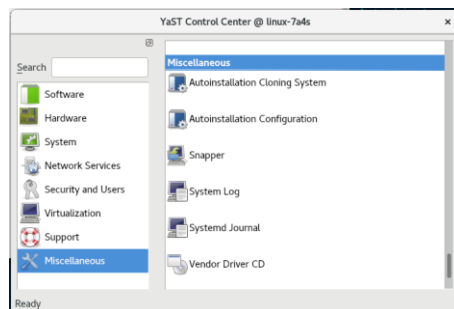 YaST Control Center @ linux-7a4s
Search
Software
Hardware
System
Network Services
Security and Users
Virtualization
Support
Miscellaneous
Miscellaneous
Autoinstallation Cloning System
Autoinstallation Configuration
Snapper
System Log
Systemd Journal
Vendor Driver CD
Ready